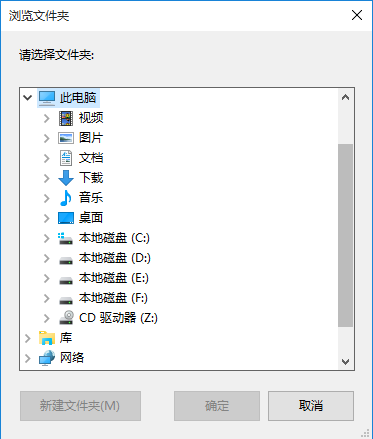 浏览文件夹
请选择文件夹:
此电脑
视频
图片
文档
下载
音乐
桌面
本地磁盘 (C:)
本地磁盘 (D:)
本地磁盘 (E:)
本地磁盘 (F:)
CD 驱动器 (Z:)
库
网络
新建文件夹(M) 确定 取消